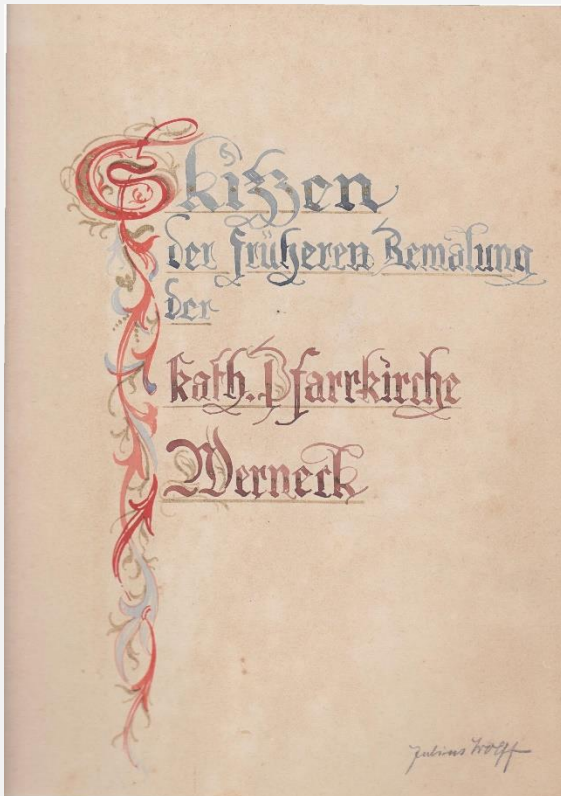 Skizzen
der früheren Bemalung
der
kath. Pfarrkirche
Werneck
Julius Wolff